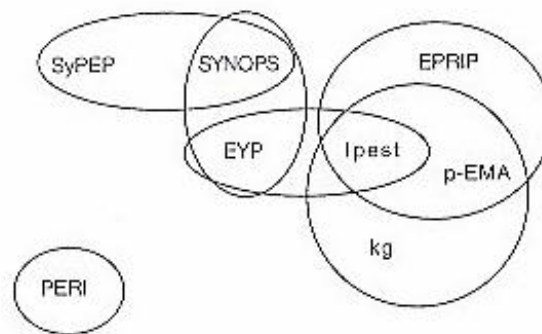 SyPEP
SYNOPS
EPRIP
EYP
Ipest
p-EMA
kg
PERI